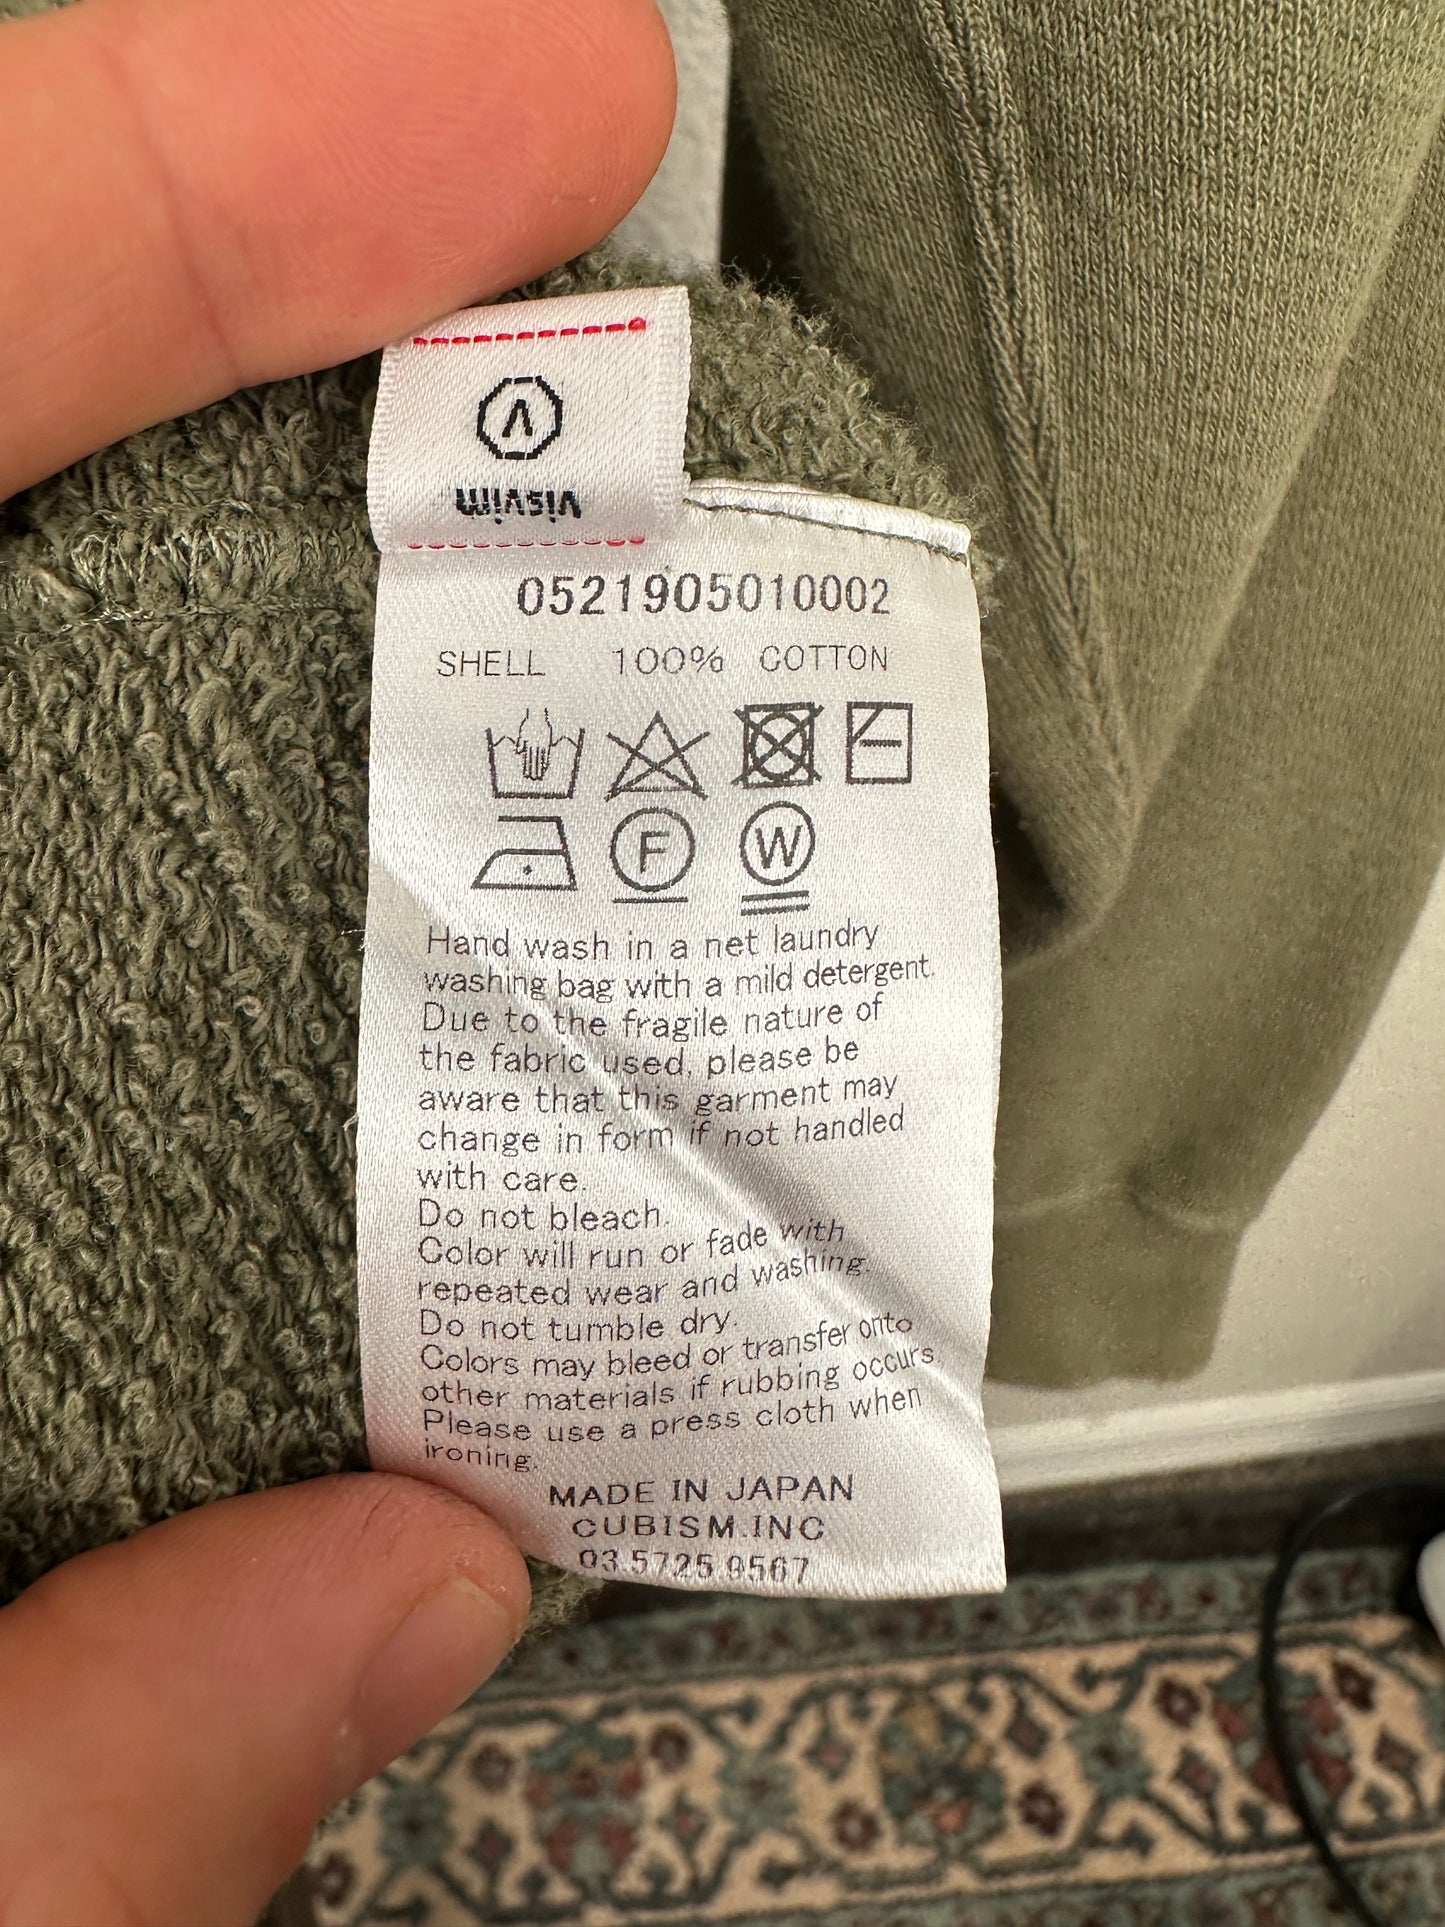 visvim
0521905010002
SHELL 100% COTTON
F W
Hand wash in a net laundry
washing bag with a mild detergent.
Due to the fragile nature of
the fabric used, please be
aware that this garment may
change in form if not handled
with care.
Do not bleach.
Color will run or fade with
repeated wear and washing.
Do not tumble dry.
Colors may bleed or transfer onto
other materials if rubbing occurs.
Please use a press cloth when
ironing.
MADE IN JAPAN
CUBISM.INC
03.5725.9567